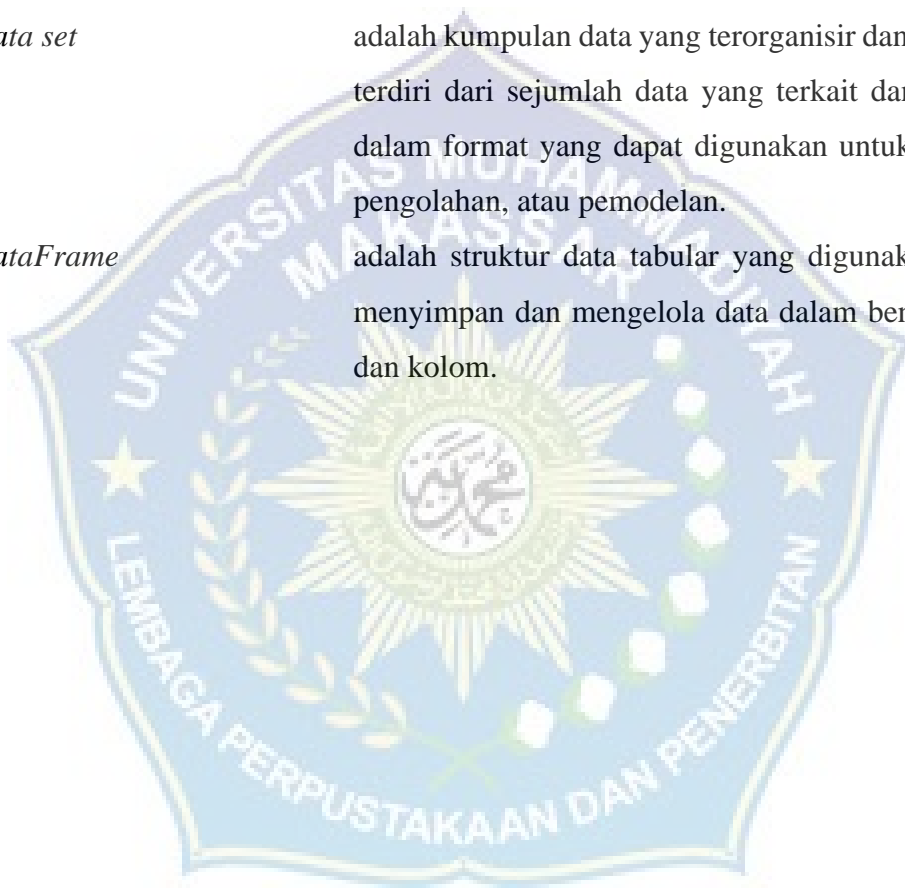 ata set adalah kumpulan data yang terorganisir dan
terdiri dari sejumlah data yang terkait dan
dalam format yang dapat digunakan untuk
pengolahan, atau pemodelan.
ataFrame adalah struktur data tabular yang digunak
menyimpan dan mengelola data dalam ber
dan kolom.
UNIVERSITAS MUHAMMADIYAH
MAKASSAR
LEMBAGA PERPUSTAKAAN DAN PENERBITAN
محمد